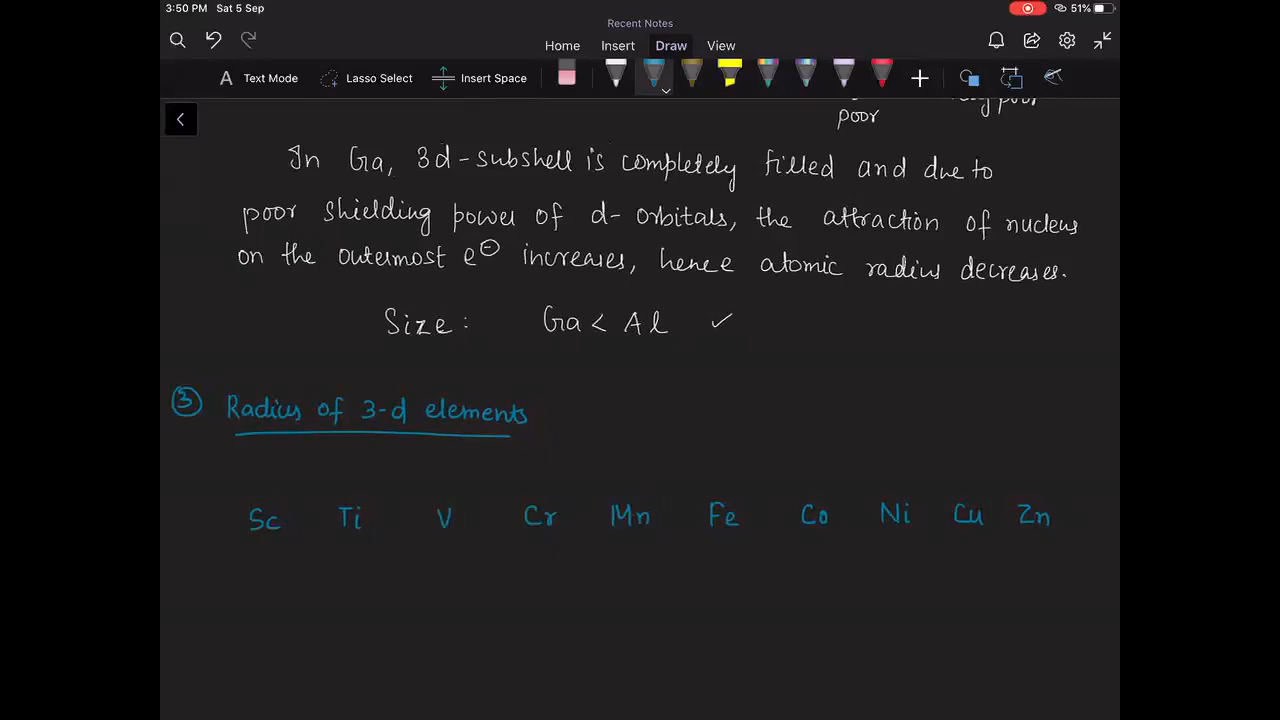 3:50 PM Sat 5 Sep
51%
Recent Notes
Home Insert Draw View
A Text Mode Lasso Select Insert Space
poor
In Ga, 3d-subshell is completely filled and due to
poor shielding power of d-orbitals, the attraction of nucleus
on the outermost e⊖ increases, hence atomic radius decreases.
Size: Ga < Al ✓
③ Radius of 3-d elements
Sc Ti V Cr Mn Fe Co Ni Cu Zn